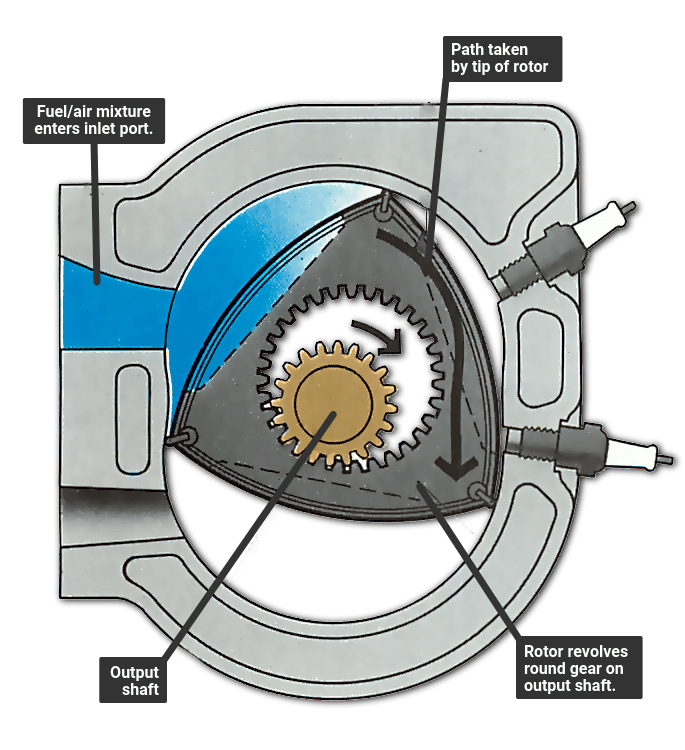 Path taken
by tip of rotor
Fuel/air mixture
enters inlet port.
Output
shaft
Rotor revolves
round gear on
output shaft.